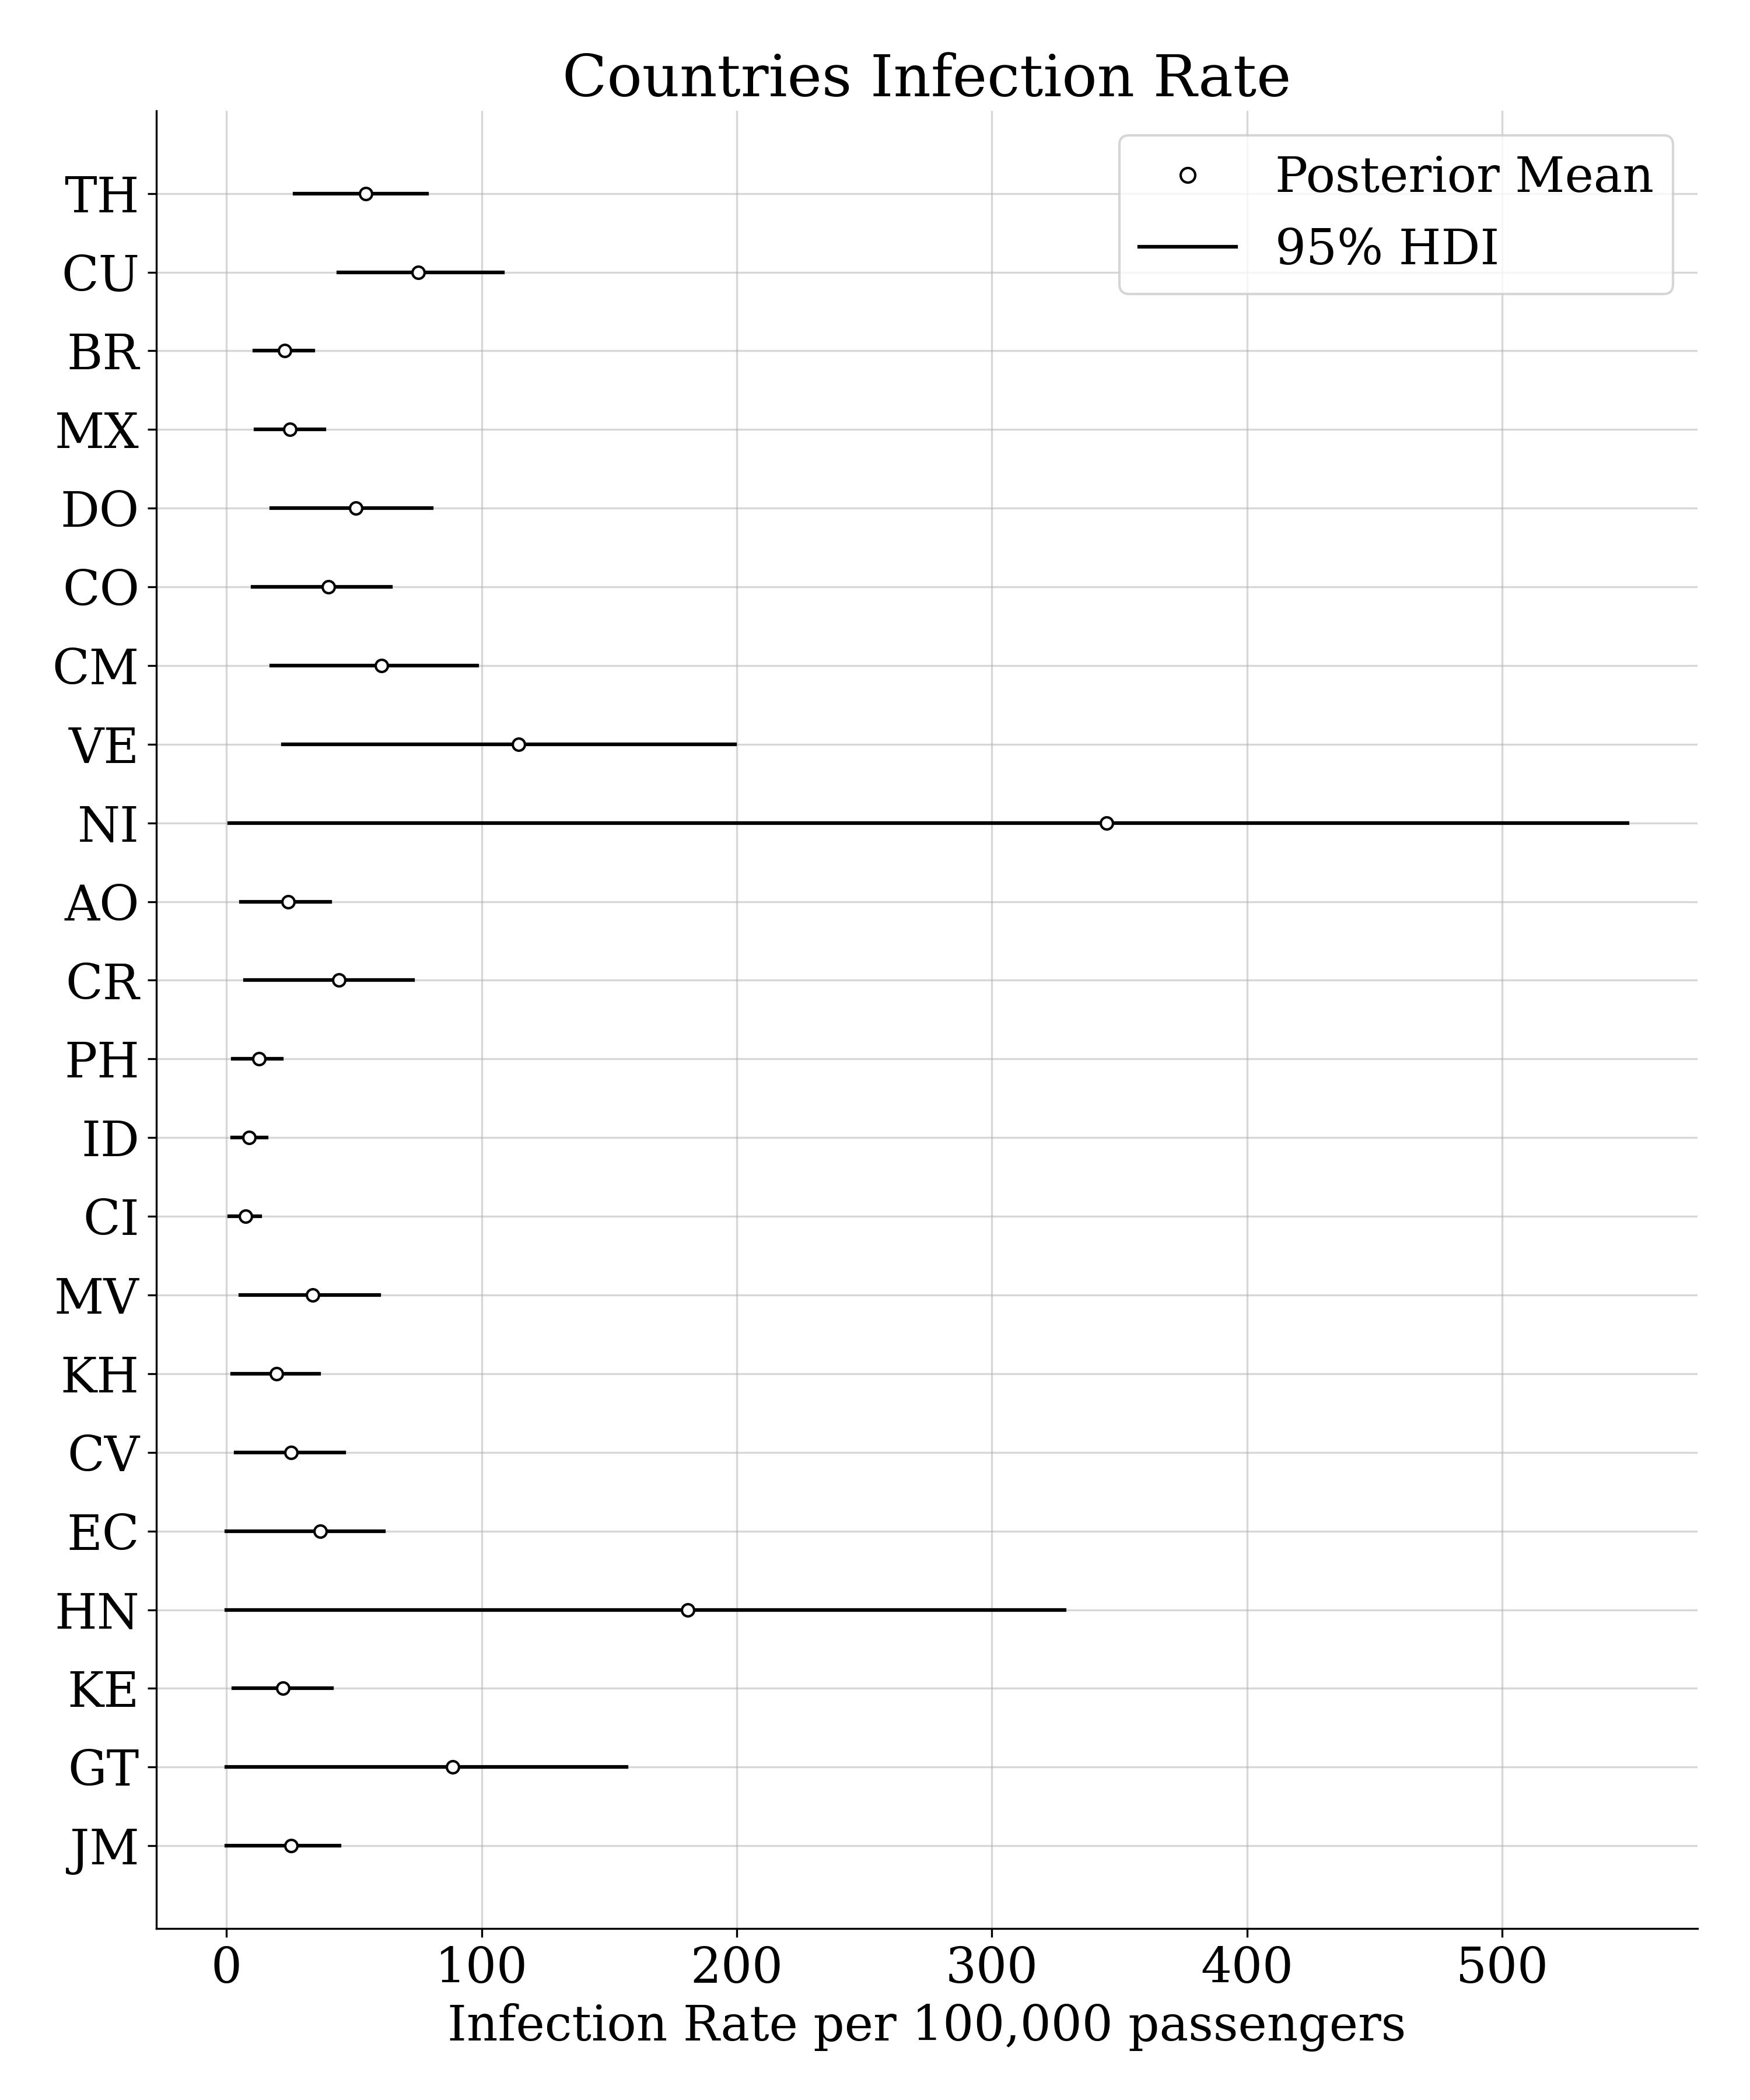 Countries Infection Rate
Posterior Mean
95% HDI
TH
CU
BR
MX
DO
CO
CM
VE
NI
AO
CR
PH
ID
CI
MV
KH
CV
EC
HN
KE
GT
JM
0 100 200 300 400 500
Infection Rate per 100,000 passengers